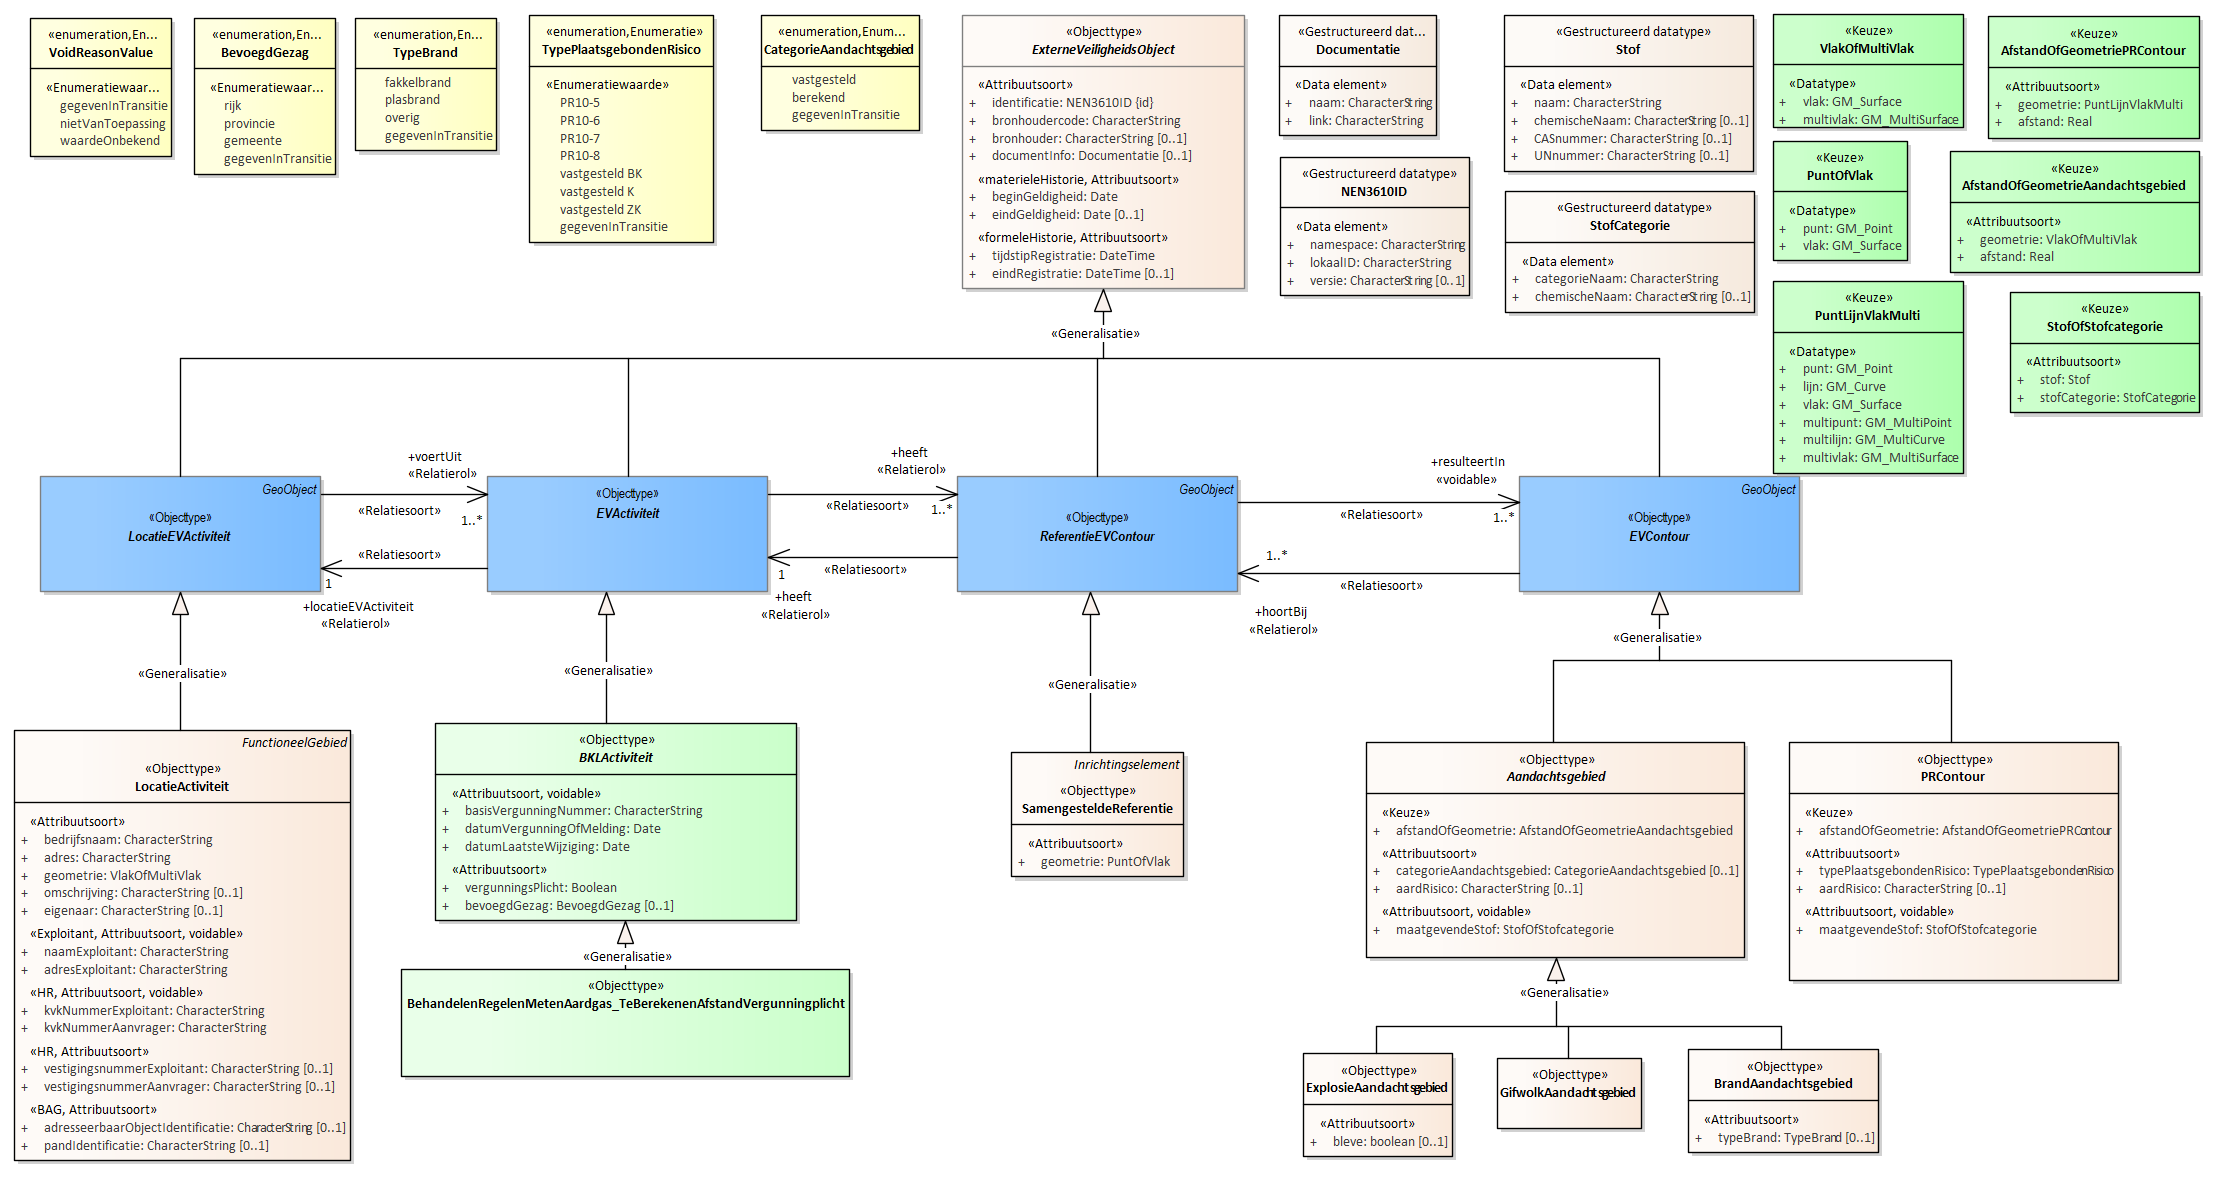 «enumeration,En...
VoidReasonValue
«Enumeratiewaar...
gegevenInTransitie
nietVanToepassing
waardeOnbekend
«enumeration,En...
BevoegdGezag
«Enumeratiewaar...
rijk
provincie
gemeente
gegevenInTransitie
«enumeration,En...
TypeBrand
fakkelbrand
plasbrand
overig
gegevenInTransitie
«enumeration,Enumeratie»
TypePlaatsgebondenRisico
«Enumeratiewaarde»
PR10-5
PR10-6
PR10-7
PR10-8
vastgesteld BK
vastgesteld K
vastgesteld ZK
gegevenInTransitie
«enumeration,Enum...
CategorieAandachtsgebied
vastgesteld
berekend
gegevenInTransitie
«Objecttype»
ExterneVeiligheidsObject
«Attribuutsoort»
+ identificatie: NEN3610ID {id}
+ bronhoudercode: CharacterString
+ bronhouder: CharacterString [0..1]
+ documentInfo: Documentatie [0..1]
«materieleHistorie, Attribuutsoort»
+ beginGeldigheid: Date
+ eindGeldigheid: Date [0..1]
«formeleHistorie, Attribuutsoort»
+ tijdstipRegistratie: DateTime
+ eindRegistratie: DateTime [0..1]
«Gestructureerd dat...
Documentatie
«Data element»
+ naam: CharacterString
+ link: CharacterString
«Gestructureerd datatype»
NEN3610ID
«Data element»
+ namespace: CharacterString
+ lokaalID: CharacterString
+ versie: CharacterString [0..1]
«Gestructureerd datatype»
Stof
«Data element»
+ naam: CharacterString
+ chemischeNaam: CharacterString [0..1]
+ CASnummer: CharacterString [0..1]
+ UNnummer: CharacterString [0..1]
«Gestructureerd datatype»
StofCategorie
«Data element»
+ categorieNaam: CharacterString
+ chemischeNaam: CharacterString [0..1]
«Keuze»
VlakOfMultiVlak
«Datatype»
+ vlak: GM_Surface
+ multivlak: GM_MultiSurface
«Keuze»
PuntOfVlak
«Datatype»
+ punt: GM_Point
+ vlak: GM_Surface
«Keuze»
PuntLijnVlakMulti
«Datatype»
+ punt: GM_Point
+ lijn: GM_Curve
+ vlak: GM_Surface
+ multipunt: GM_MultiPoint
+ multilijn: GM_MultiCurve
+ multivlak: GM_MultiSurface
«Keuze»
AfstandOfGeometriePRContour
«Attribuutsoort»
+ geometrie: PuntLijnVlakMulti
+ afstand: Real
«Keuze»
AfstandOfGeometrieAandachtsgebied
«Attribuutsoort»
+ geometrie: VlakOfMultiVlak
+ afstand: Real
«Keuze»
StofOfStofcategorie
«Attribuutsoort»
+ stof: Stof
+ stofCategorie: StofCategorie
«Generalisatie»
GeoObject
«Objecttype»
LocatieEVActiviteit
+voertUit
«Relatierol»
«Relatiesoort»
1..*
«Relatiesoort»
1
+locatieEVActiviteit
«Relatierol»
«Objecttype»
EVActiviteit
+heeft
«Relatierol»
«Relatiesoort»
1..*
«Relatiesoort»
1
+heeft
«Relatierol»
GeoObject
«Objecttype»
ReferentieEVContour
+resulteertIn
«voidable»
«Relatiesoort»
1..*
1..*
«Relatiesoort»
+hoortBij
«Relatierol»
GeoObject
«Objecttype»
EVContour
«Generalisatie»
«Generalisatie»
«Generalisatie»
«Generalisatie»
FunctioneelGebied
«Objecttype»
LocatieActiviteit
«Attribuutsoort»
+ bedrijfsnaam: CharacterString
+ adres: CharacterString
+ geometrie: VlakOfMultiVlak
+ omschrijving: CharacterString [0..1]
+ eigenaar: CharacterString [0..1]
«Exploitant, Attribuutsoort, voidable»
+ naamExploitant: CharacterString
+ adresExploitant: CharacterString
«HR, Attribuutsoort, voidable»
+ kvkNummerExploitant: CharacterString
+ kvkNummerAanvrager: CharacterString
«HR, Attribuutsoort»
+ vestigingsnummerExploitant: CharacterString [0..1]
+ vestigingsnummerAanvrager: CharacterString [0..1]
«BAG, Attribuutsoort»
+ adresseerbaarObjectIdentificatie: CharacterString [0..1]
+ pandIdentificatie: CharacterString [0..1]
«Objecttype»
BKLActiviteit
«Attribuutsoort, voidable»
+ basisVergunningNummer: CharacterString
+ datumVergunningOfMelding: Date
+ datumLaatsteWijziging: Date
«Attribuutsoort»
+ vergunningsPlicht: Boolean
+ bevoegdGezag: BevoegdGezag [0..1]
«Generalisatie»
«Objecttype»
BehandelenRegelenMetenAardgas_TeBerekenenAfstandVergunningplicht
Inrichtingselement
«Objecttype»
SamengesteldeReferentie
«Attribuutsoort»
+ geometrie: PuntOfVlak
«Objecttype»
Aandachtsgebied
«Keuze»
+ afstandOfGeometrie: AfstandOfGeometrieAandachtsgebied
«Attribuutsoort»
+ categorieAandachtsgebied: CategorieAandachtsgebied [0..1]
+ aardRisico: CharacterString [0..1]
«Attribuutsoort, voidable»
+ maatgevendeStof: StofOfStofcategorie
«Objecttype»
PRContour
«Keuze»
+ afstandOfGeometrie: AfstandOfGeometriePRContour
«Attribuutsoort»
+ typePlaatsgebondenRisico: TypePlaatsgebondenRisico
+ aardRisico: CharacterString [0..1]
«Attribuutsoort, voidable»
+ maatgevendeStof: StofOfStofcategorie
«Generalisatie»
«Objecttype»
ExplosieAandachtsgebied
«Attribuutsoort»
+ bleve: boolean [0..1]
«Objecttype»
GifwolkAandachtsgebied
«Objecttype»
BrandAandachtsgebied
«Attribuutsoort»
+ typeBrand: TypeBrand [0..1]